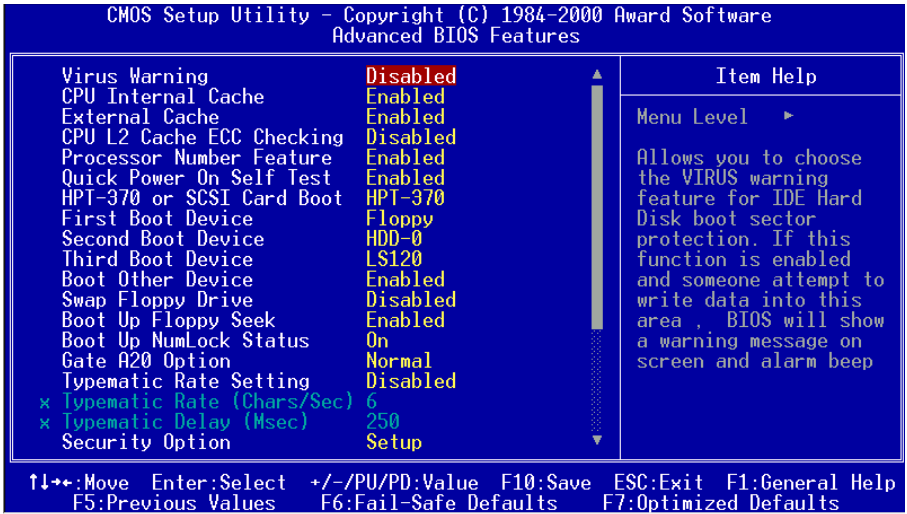 CMOS Setup Utility – Copyright (C) 1984-2000 Award Software
Advanced BIOS Features
Virus Warning Disabled
CPU Internal Cache Enabled
External Cache Enabled
CPU L2 Cache ECC Checking Disabled
Processor Number Feature Enabled
Quick Power On Self Test Enabled
HPT-370 or SCSI Card Boot HPT-370
First Boot Device Floppy
Second Boot Device HDD-0
Third Boot Device LS120
Boot Other Device Enabled
Swap Floppy Drive Disabled
Boot Up Floppy Seek Enabled
Boot Up NumLock Status On
Gate A20 Option Normal
Typematic Rate Setting Disabled
x Typematic Rate (Chars/Sec) 6
x Typematic Delay (Msec) 250
Security Option Setup
Item Help
Menu Level ►
Allows you to choose
the VIRUS warning
feature for IDE Hard
Disk boot sector
protection. If this
function is enabled
and someone attempt to
write data into this
area , BIOS will show
a warning message on
screen and alarm beep
↑↓→←:Move Enter:Select +/-/PU/PD:Value F10:Save ESC:Exit F1:General Help
F5:Previous Values F6:Fail-Safe Defaults F7:Optimized Defaults